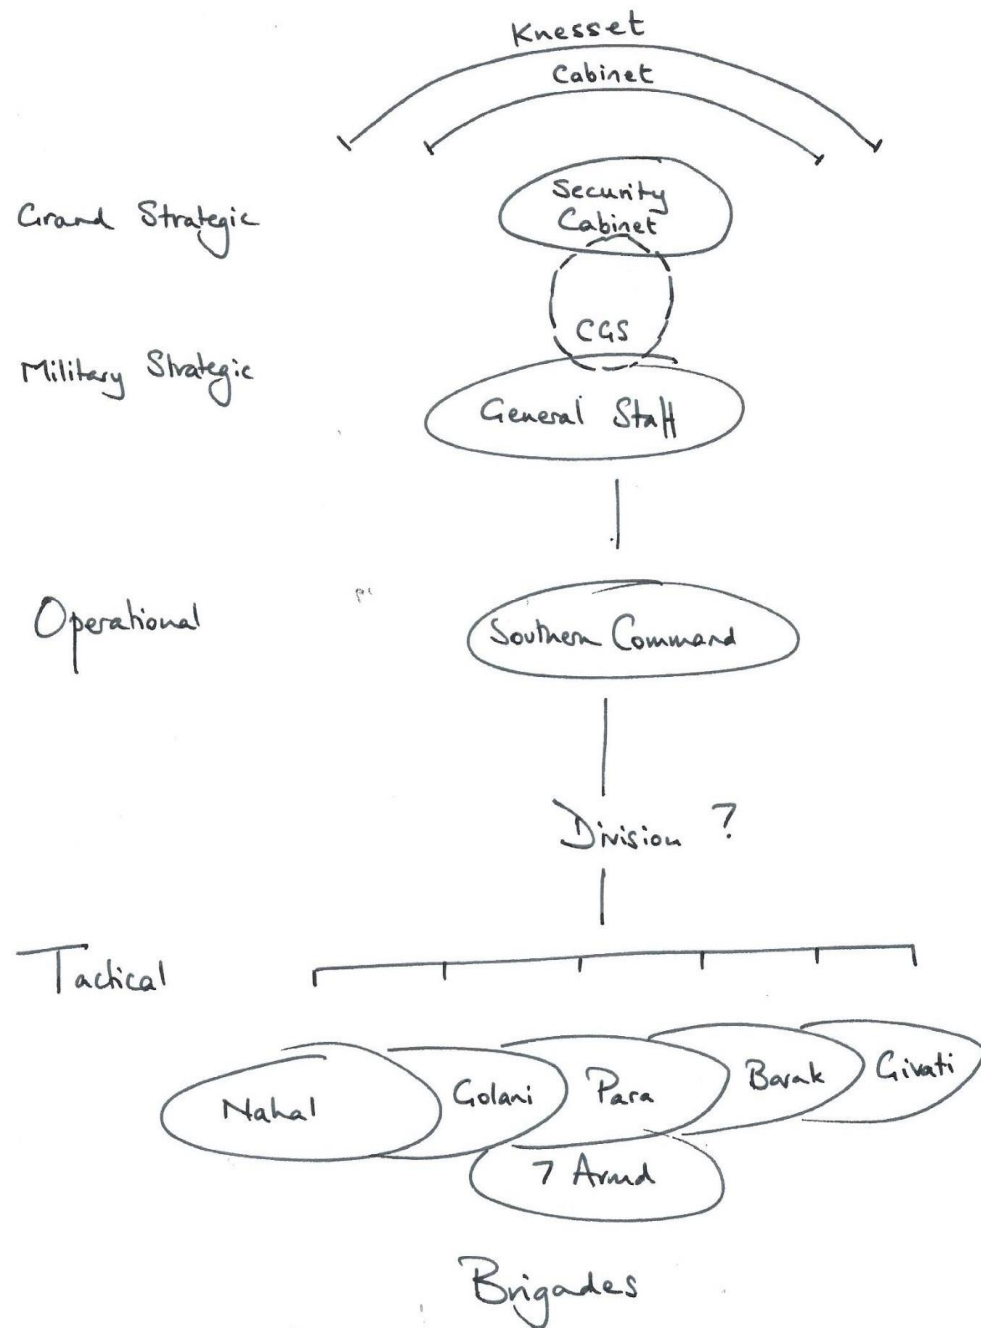 Knesset
Cabinet
Grand Strategic
Security
Cabinet
CGS
Military Strategic
General Staff
Operational
Southern Command
Division ?
Tactical
Nahal
Golani
Para
Barak
Givati
7 Armd
Brigades